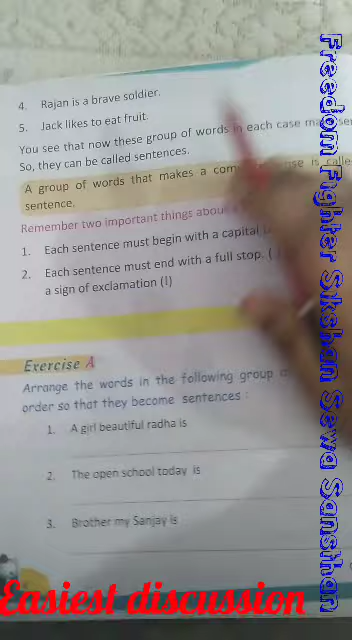 4. Rajan is a brave soldier.
5. Jack likes to eat fruit.
You see that now these group of words in each case
So, they can be called sentences.
A group of words that makes a is
sentence.
Remember two important things about
1. Each sentence must begin with a capital
2. Each sentence must end with a full stop. (
a sign of exclamation (!)
Exercise A
Arrange the words in the following group
order so that they become sentences :
1. A girl beautiful radha is
2. The open school today is
3. Brother my Sanjay is
Freedom Fighter Sikshan Sewa Sansthan
Easiest discussion